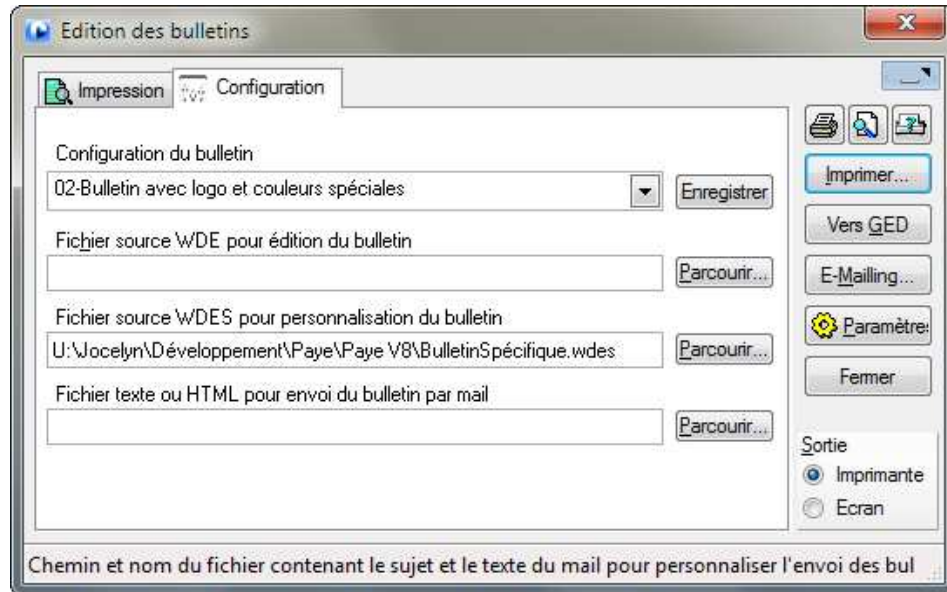 Edition des bulletins
Impression
Configuration
Configuration du bulletin
02-Bulletin avec logo et couleurs spéciales
Enregistrer
Fichier source WDE pour édition du bulletin
Parcourir...
Fichier source WDES pour personnalisation du bulletin
U:\Jocelyn\Développement\Paye\Paye V8\BulletinSpécifique.wdes
Parcourir...
Fichier texte ou HTML pour envoi du bulletin par mail
Parcourir...
Imprimer...
Vers GED
E-Mailling...
Paramètre:
Fermer
Sortie
Imprimante
Ecran
Chemin et nom du fichier contenant le sujet et le texte du mail pour personnaliser l'envoi des bul